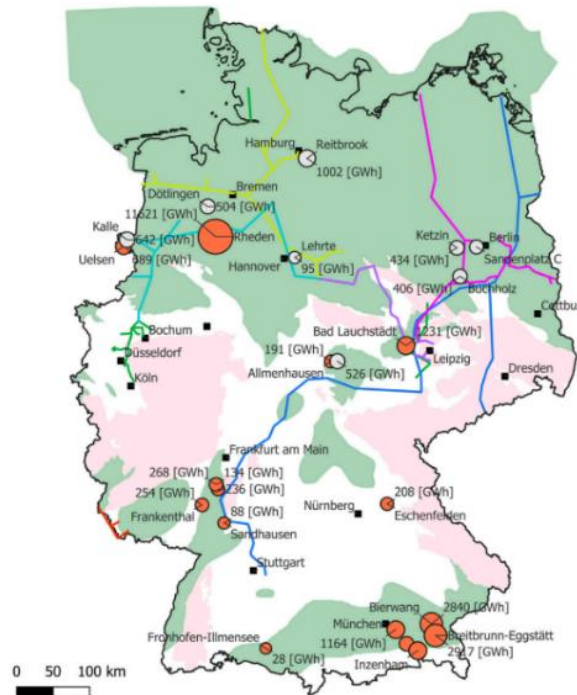 Hamburg
Reitbrook
1002 [GWh]
Bremen
Dötlingen
504 [GWh]
11621 [GWh]
Kalle
642 [GWh]
Rheden
Uelsen
689 [GWh]
Hannover
Lehrte
95 [GWh]
Ketzin
Berlin
434 [GWh]
Sandenplatz C
406 [GWh]
Buchholz
Cottbu
Bochum
Bad Lauchstädt
1231 [GWh]
Düsseldorf
191 [GWh]
Leipzig
Allmenhausen
526 [GWh]
Dresden
Köln
Frankfurt am Main
268 [GWh]
134 [GWh]
236 [GWh]
254 [GWh]
Frankenthal
88 [GWh]
Sandhausen
Nürnberg
208 [GWh]
Eschenfelden
Stuttgart
Bierwang
2840 [GWh]
München
Breitbrunn-Eggstätt
Fronhofen-Illmensee
1164 [GWh]
2917 [GWh]
28 [GWh]
Inzenham
0 50 100 km